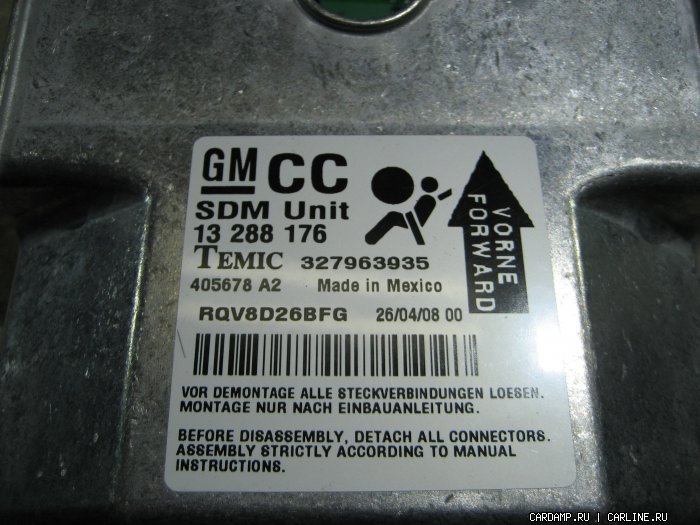 GM CC
SDM Unit
13 288 176
TEMIC 327963935
405678 A2 Made in Mexico
RQV8D26BFG 26/04/08 00
VORNE
FORWARD
VOR DEMONTAGE ALLE STECKVERBINDUNGEN LOESEN.
MONTAGE NUR NACH EINBAUANLEITUNG.
BEFORE DISASSEMBLY, DETACH ALL CONNECTORS.
ASSEMBLY STRICTLY ACCORDING TO MANUAL
INSTRUCTIONS.
CARDAMP.RU | CARLINE.RU